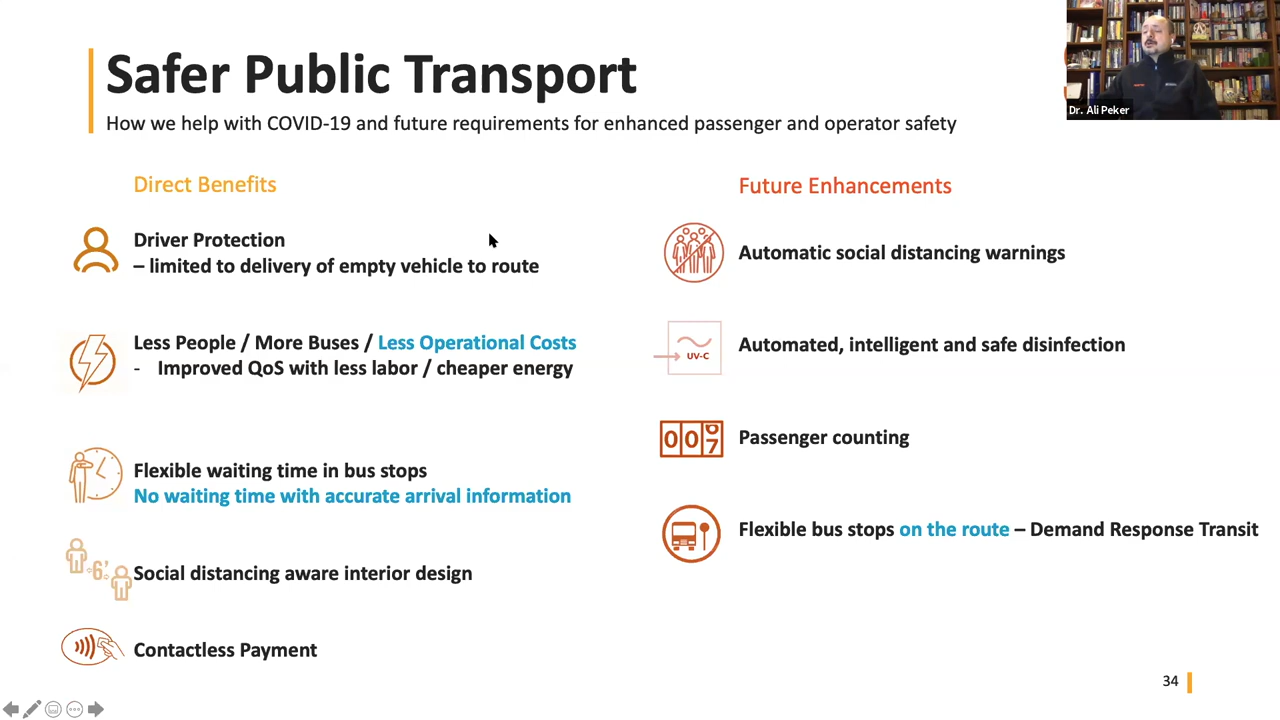 Safer Public Transport
How we help with COVID-19 and future requirements for enhanced passenger and operator safety
Dr. Ali Peker
Direct Benefits
Driver Protection
– limited to delivery of empty vehicle to route
Less People / More Buses / Less Operational Costs
- Improved QoS with less labor / cheaper energy
Flexible waiting time in bus stops
No waiting time with accurate arrival information
6'
Social distancing aware interior design
Contactless Payment
Future Enhancements
Automatic social distancing warnings
UV-C
Automated, intelligent and safe disinfection
007
Passenger counting
Flexible bus stops on the route – Demand Response Transit
34